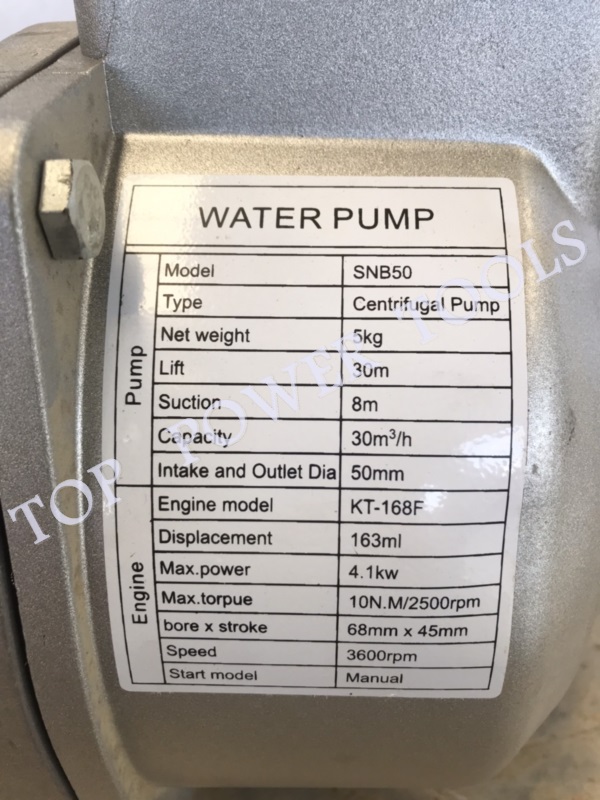 WATER PUMP
Pump
Model SNB50
Type Centrifugal Pump
Net weight 5kg
Lift 30m
Suction 8m
Capacity 30m³/h
Intake and Outlet Dia 50mm
Engine
Engine model KT-168F
Displacement 163ml
Max.power 4.1kw
Max.torpue 10N.M/2500rpm
bore x stroke 68mm x 45mm
Speed 3600rpm
Start model Manual
TOP POWER TOOLS